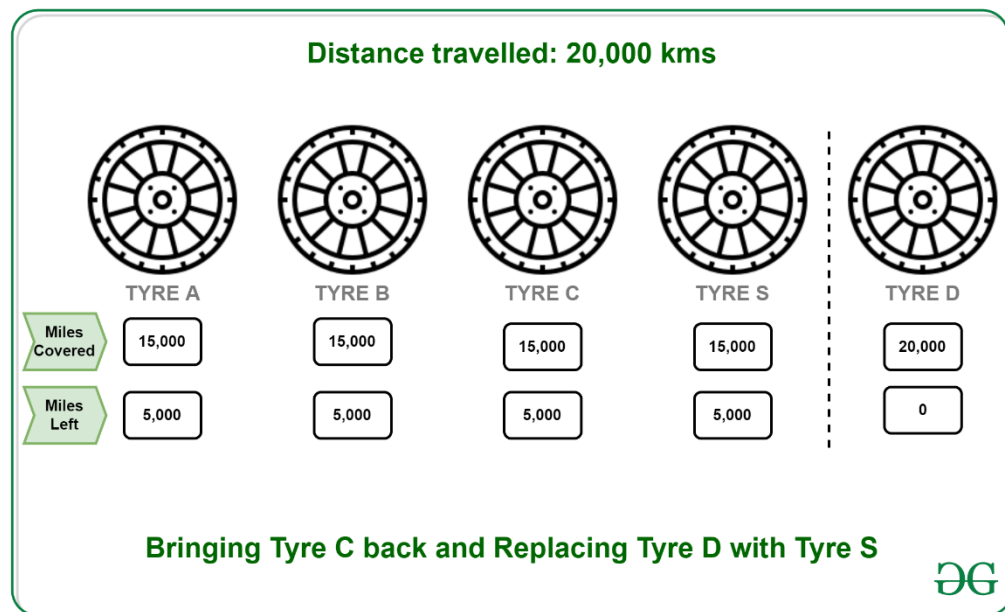 Distance travelled: 20,000 kms
TYRE A TYRE B TYRE C TYRE S TYRE D
Miles Covered 15,000 15,000 15,000 15,000 20,000
Miles Left 5,000 5,000 5,000 5,000 0
Bringing Tyre C back and Replacing Tyre D with Tyre S